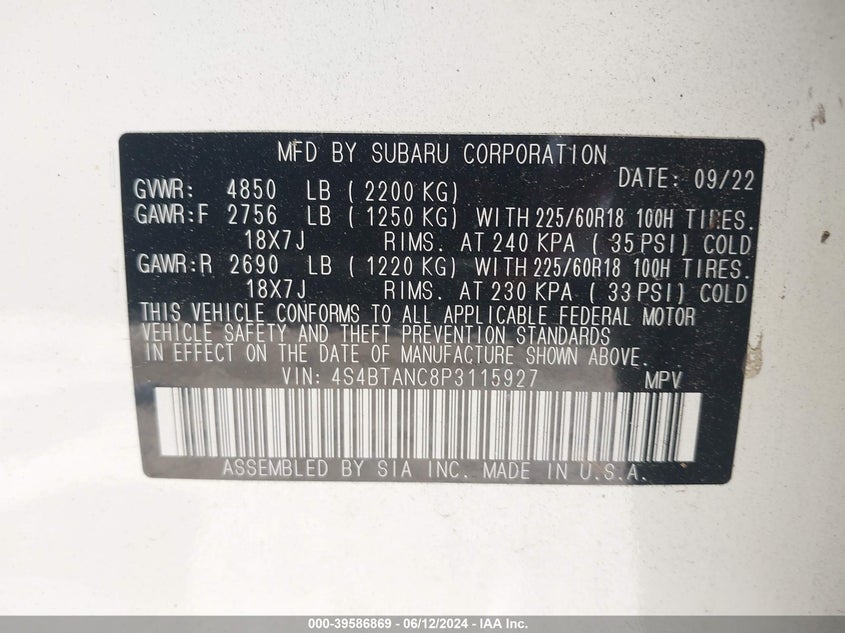 MFD BY SUBARU CORPORATION
DATE: 09/22
GVWR: 4850 LB ( 2200 KG)
GAWR:F 2756 LB ( 1250 KG) WITH 225/60R18 100H TIRES.
18X7J RIMS. AT 240 KPA ( 35 PSI) COLD
GAWR:R 2690 LB ( 1220 KG) WITH 225/60R18 100H TIRES.
18X7J RIMS. AT 230 KPA ( 33 PSI) COLD
THIS VEHICLE CONFORMS TO ALL APPLICABLE FEDERAL MOTOR
VEHICLE SAFETY AND THEFT PREVENTION STANDARDS
IN EFFECT ON THE DATE OF MANUFACTURE SHOWN ABOVE.
VIN: 4S4BTANC8P3115927 MPV
ASSEMBLED BY SIA INC. MADE IN U.S.A.
000-39586869 - 06/12/2024 - IAA Inc.